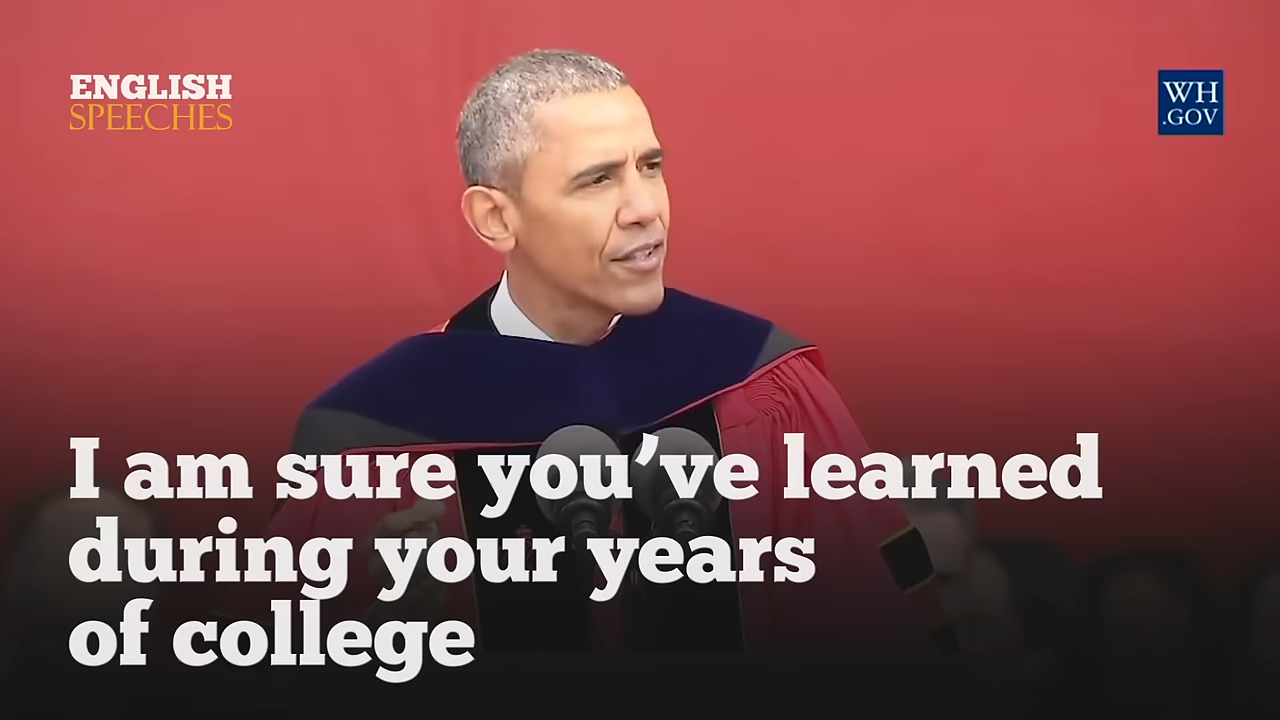 ENGLISH
SPEECHES
WH
.GOV
I am sure you’ve learned
during your years
of college